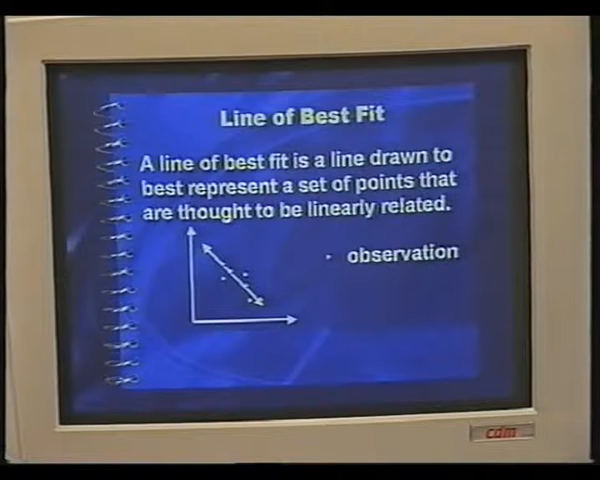 Line of Best Fit
A line of best fit is a line drawn to
best represent a set of points that
are thought to be linearly related.
observation
cdm